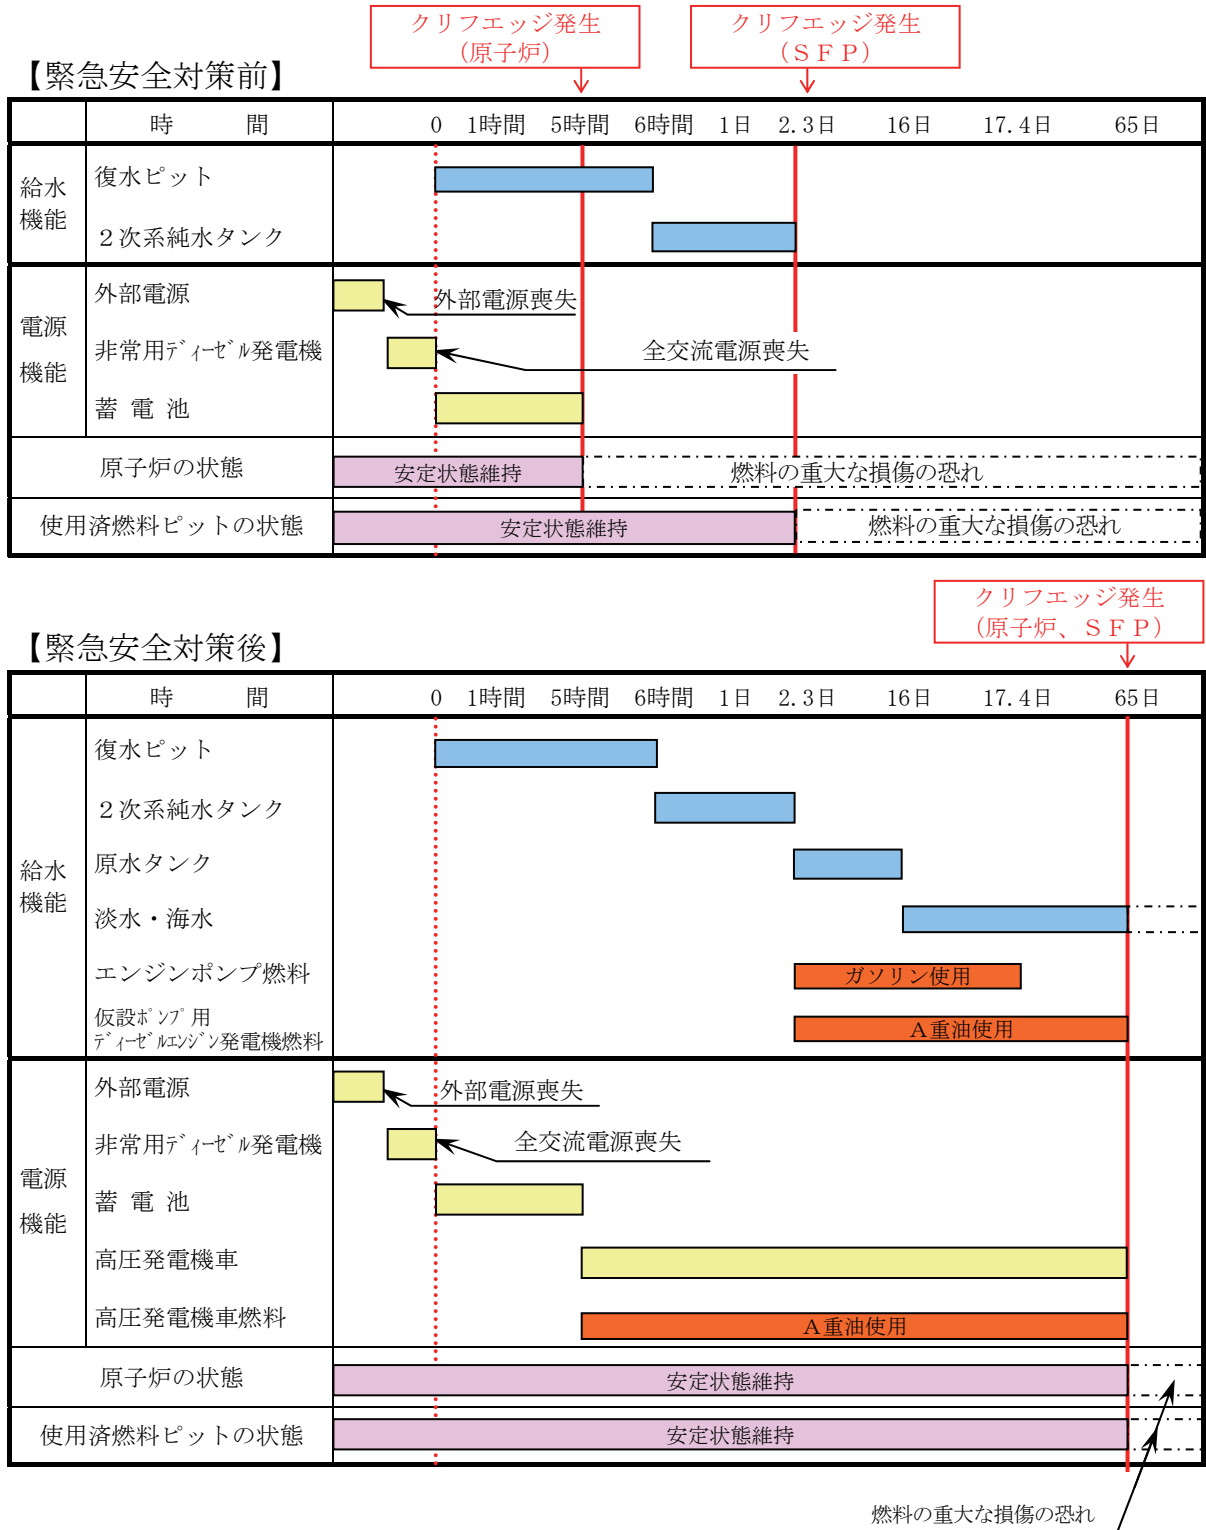 クリフエッジ発生
(原子炉)
クリフエッジ発生
(ＳＦＰ)
【緊急安全対策前】
時　　間 0 1時間 5時間 6時間 1日 2.3日 16日 17.4日 65日
給水
機能
復水ピット
２次系純水タンク
電源
機能
外部電源
外部電源喪失
非常用ﾃﾞｨｰｾﾞﾙ発電機
全交流電源喪失
蓄電池
原子炉の状態 安定状態維持 燃料の重大な損傷の恐れ
使用済燃料ピットの状態 安定状態維持 燃料の重大な損傷の恐れ
クリフエッジ発生
(原子炉、ＳＦＰ)
【緊急安全対策後】
時　　間 0 1時間 5時間 6時間 1日 2.3日 16日 17.4日 65日
給水
機能
復水ピット
２次系純水タンク
原水タンク
淡水・海水
エンジンポンプ燃料 ガソリン使用
仮設ﾎﾟﾝﾌﾟ用
ﾃﾞｨｰｾﾞﾙｴﾝｼﾞﾝ発電機燃料 Ａ重油使用
電源
機能
外部電源 外部電源喪失
非常用ﾃﾞｨｰｾﾞﾙ発電機 全交流電源喪失
蓄電池
高圧発電機車
高圧発電機車燃料 Ａ重油使用
原子炉の状態 安定状態維持
使用済燃料ピットの状態 安定状態維持
燃料の重大な損傷の恐れ